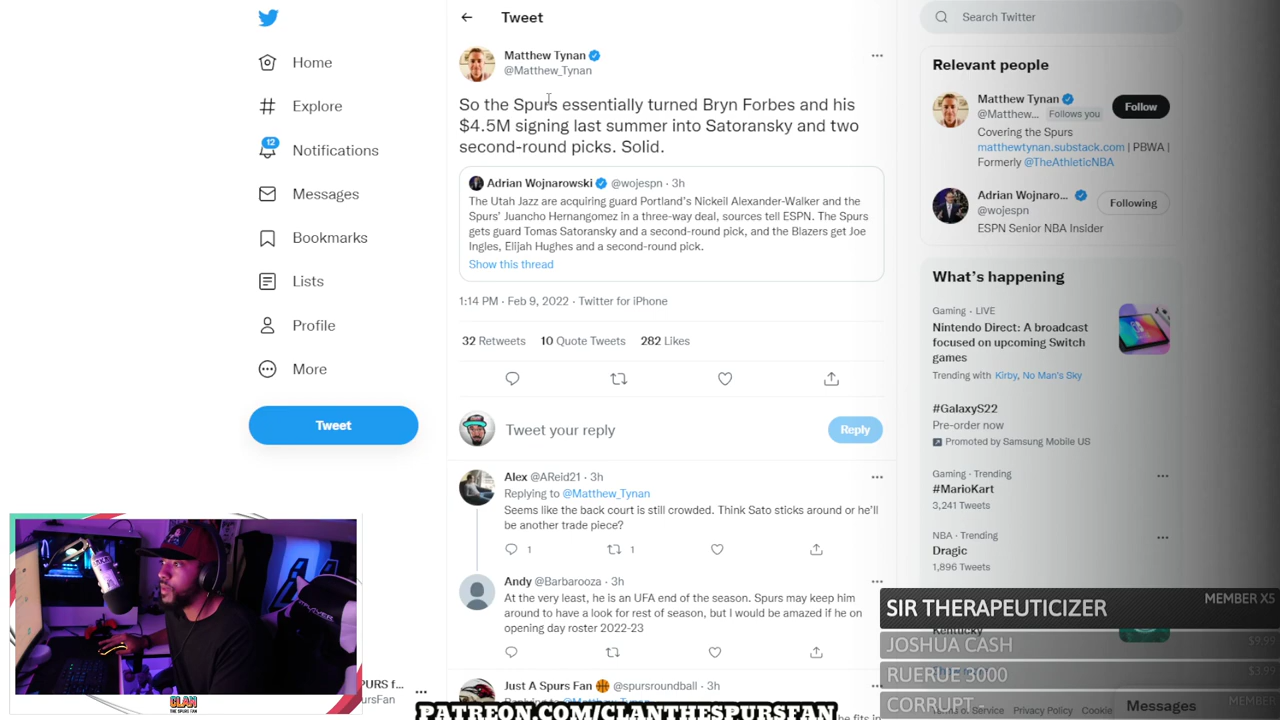 Home
Explore
12
Notifications
Messages
Bookmarks
Lists
Profile
More
Tweet
Tweet
Matthew Tynan
@Matthew_Tynan
So the Spurs essentially turned Bryn Forbes and his
$4.5M signing last summer into Satoransky and two
second-round picks. Solid.
Adrian Wojnarowski @wojespn · 3h
The Utah Jazz are acquiring guard Portland's Nickeil Alexander-Walker and the
Spurs' Juancho Hernangomez in a three-way deal, sources tell ESPN. The Spurs
gets guard Tomas Satoransky and a second-round pick, and the Blazers get Joe
Ingles, Elijah Hughes and a second-round pick.
Show this thread
1:14 PM · Feb 9, 2022 · Twitter for iPhone
32 Retweets 10 Quote Tweets 282 Likes
Tweet your reply
Reply
Alex @AReid21 · 3h
Replying to @Matthew_Tynan
Seems like the back court is still crowded. Think Sato sticks around or he'll
be another trade piece?
1 1
Andy @Barbarooza · 3h
At the very least, he is an UFA end of the season. Spurs may keep him
around to have a look for rest of season, but I would be amazed if he on
opening day roster 2022-23
Just A Spurs Fan @spursroundball · 3h
Search Twitter
Relevant people
Matthew Tynan
@Matthew... Follows you
Follow
Covering the Spurs
matthewtynan.substack.com | PBWA |
Formerly @TheAthleticNBA
Adrian Wojnaro...
@wojespn
Following
ESPN Senior NBA Insider
What's happening
Gaming · LIVE
Nintendo Direct: A broadcast
focused on upcoming Switch
games
Trending with Kirby, No Man's Sky
#GalaxyS22
Pre-order now
Promoted by Samsung Mobile US
Gaming · Trending
#MarioKart
3,241 Tweets
NBA · Trending
Dragic
1,896 Tweets
SIR THERAPEUTICIZER MEMBER X5
Kentucky
JOSHUA CASH $9.99
RUERUE 3000 $3.99
CORRUPT MEMBER
Messages
Privacy Policy
CLAN
THE SPURS FAN
PATREON.COM/CLANTHESPURSFAN